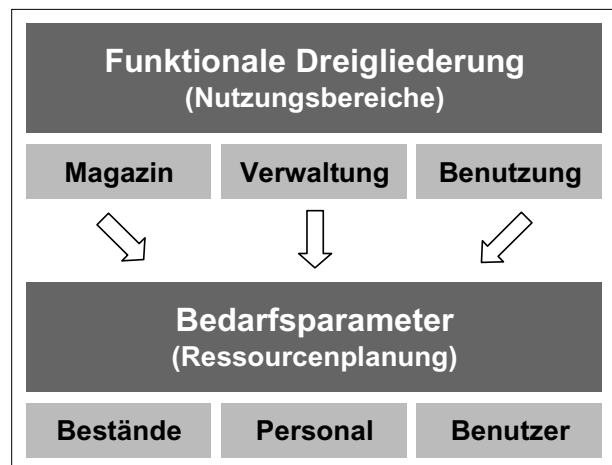 Funktionale Dreigliederung
(Nutzungsbereiche)
Magazin Verwaltung Benutzung
Bedarfsparameter
(Ressourcenplanung)
Bestände Personal Benutzer